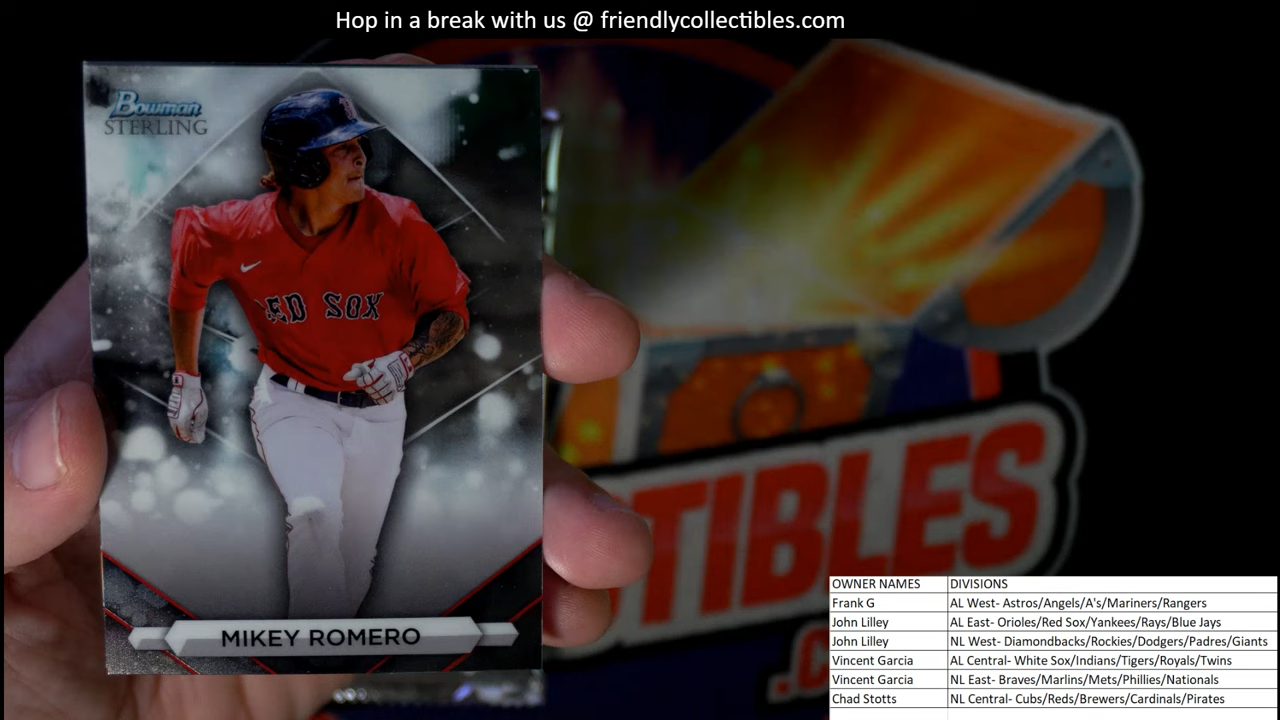 Hop in a break with us @ friendlycollectibles.com
Bowman
STERLING
RED SOX
MIKEY ROMERO
TIBLES
.C
OWNER NAMES DIVISIONS
Frank G AL West- Astros/Angels/A's/Mariners/Rangers
John Lilley AL East- Orioles/Red Sox/Yankees/Rays/Blue Jays
John Lilley NL West- Diamondbacks/Rockies/Dodgers/Padres/Giants
Vincent Garcia AL Central- White Sox/Indians/Tigers/Royals/Twins
Vincent Garcia NL East- Braves/Marlins/Mets/Phillies/Nationals
Chad Stotts NL Central- Cubs/Reds/Brewers/Cardinals/Pirates